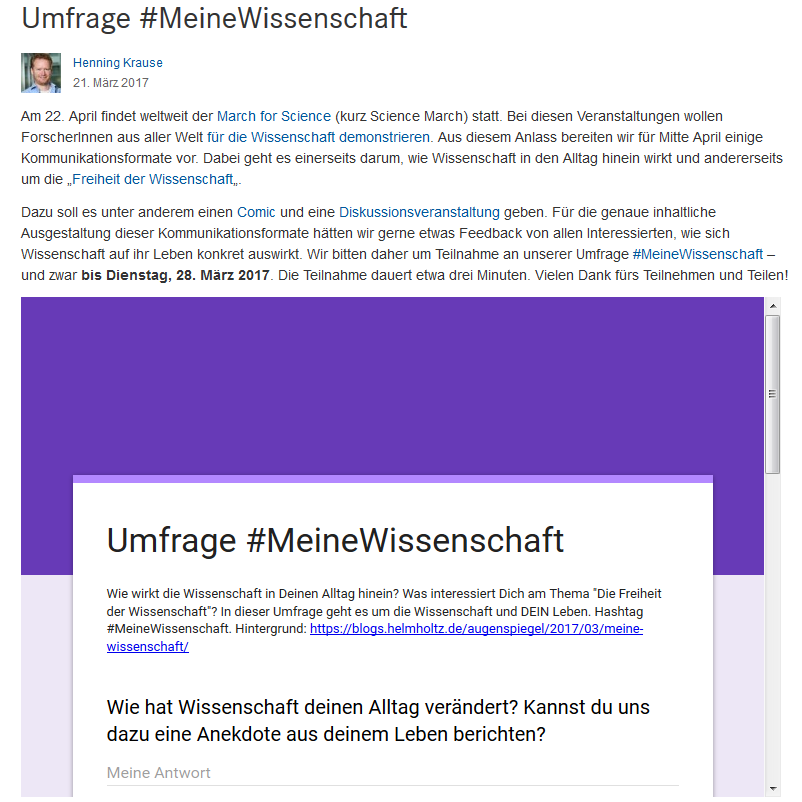 Umfrage #MeineWissenschaft
Henning Krause
21. März 2017
Am 22. April findet weltweit der March for Science (kurz Science March) statt. Bei diesen Veranstaltungen wollen
ForscherInnen aus aller Welt für die Wissenschaft demonstrieren. Aus diesem Anlass bereiten wir für Mitte April einige
Kommunikationsformate vor. Dabei geht es einerseits darum, wie Wissenschaft in den Alltag hinein wirkt und andererseits
um die „Freiheit der Wissenschaft„.
Dazu soll es unter anderem einen Comic und eine Diskussionsveranstaltung geben. Für die genaue inhaltliche
Ausgestaltung dieser Kommunikationsformate hätten wir gerne etwas Feedback von allen Interessierten, wie sich
Wissenschaft auf ihr Leben konkret auswirkt. Wir bitten daher um Teilnahme an unserer Umfrage #MeineWissenschaft –
und zwar bis Dienstag, 28. März 2017. Die Teilnahme dauert etwa drei Minuten. Vielen Dank fürs Teilnehmen und Teilen!
Umfrage #MeineWissenschaft
Wie wirkt die Wissenschaft in Deinen Alltag hinein? Was interessiert Dich am Thema "Die Freiheit
der Wissenschaft"? In dieser Umfrage geht es um die Wissenschaft und DEIN Leben. Hashtag
#MeineWissenschaft. Hintergrund: https://blogs.helmholtz.de/augenspiegel/2017/03/meine-
wissenschaft/
Wie hat Wissenschaft deinen Alltag verändert? Kannst du uns
dazu eine Anekdote aus deinem Leben berichten?
Meine Antwort